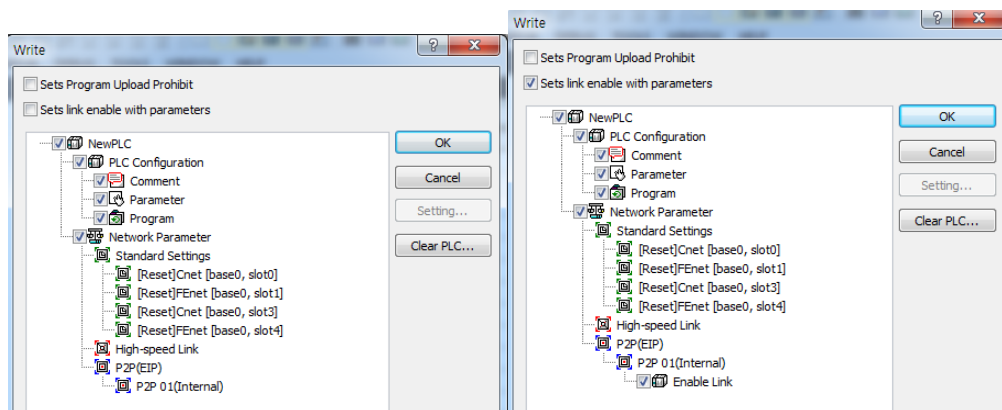 Write
Sets Program Upload Prohibit
Sets link enable with parameters
NewPLC
PLC Configuration
Comment
Parameter
Program
Network Parameter
Standard Settings
[Reset]Cnet [base0, slot0]
[Reset]FEnet [base0, slot1]
[Reset]Cnet [base0, slot3]
[Reset]FEnet [base0, slot4]
High-speed Link
P2P(EIP)
P2P 01(Internal)
OK
Cancel
Setting...
Clear PLC...
Write
Sets Program Upload Prohibit
Sets link enable with parameters
NewPLC
PLC Configuration
Comment
Parameter
Program
Network Parameter
Standard Settings
[Reset]Cnet [base0, slot0]
[Reset]FEnet [base0, slot1]
[Reset]Cnet [base0, slot3]
[Reset]FEnet [base0, slot4]
High-speed Link
P2P(EIP)
P2P 01(Internal)
Enable Link
OK
Cancel
Setting...
Clear PLC...